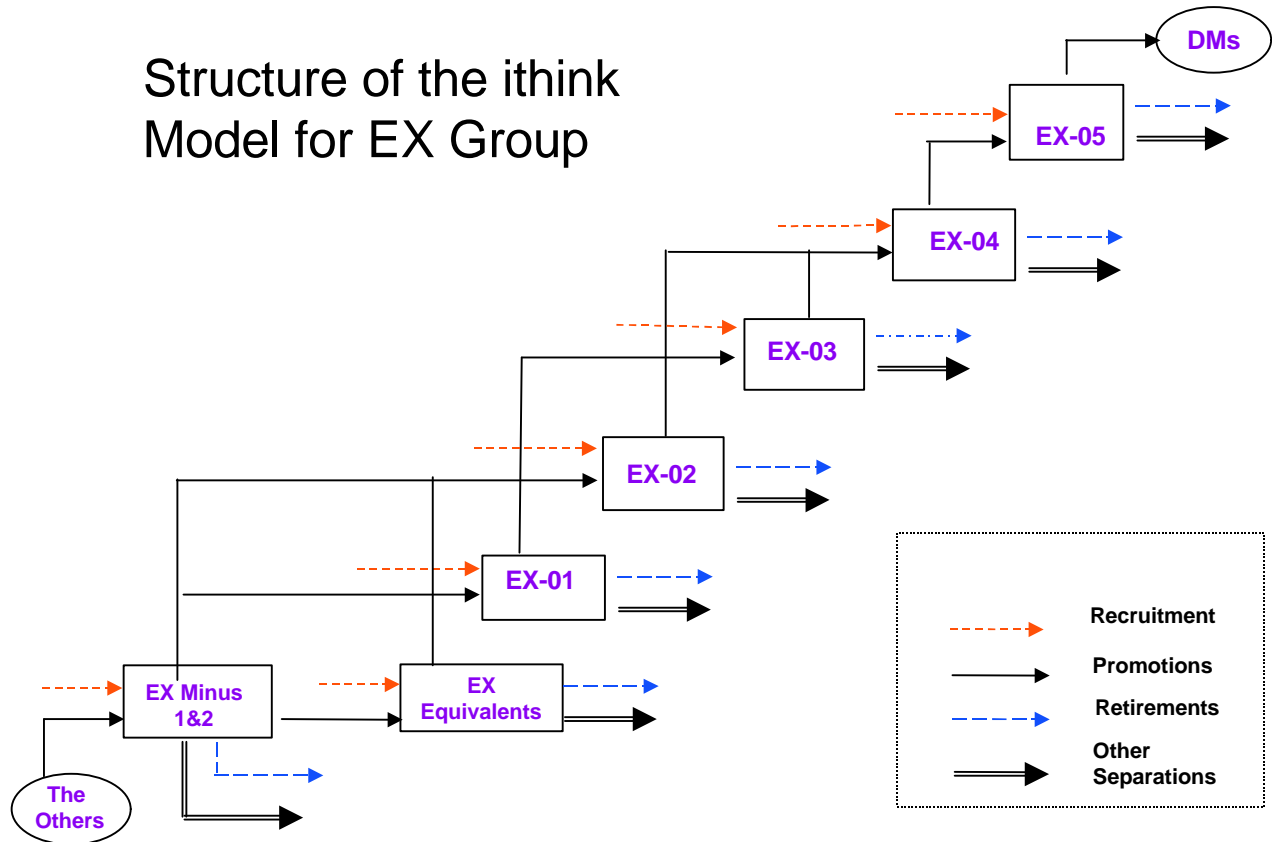 Structure of the ithink
Model for EX Group
DMs
EX-05
EX-04
EX-03
EX-02
EX-01
EX Minus
1&2
EX
Equivalents
The
Others
Recruitment
Promotions
Retirements
Other
Separations